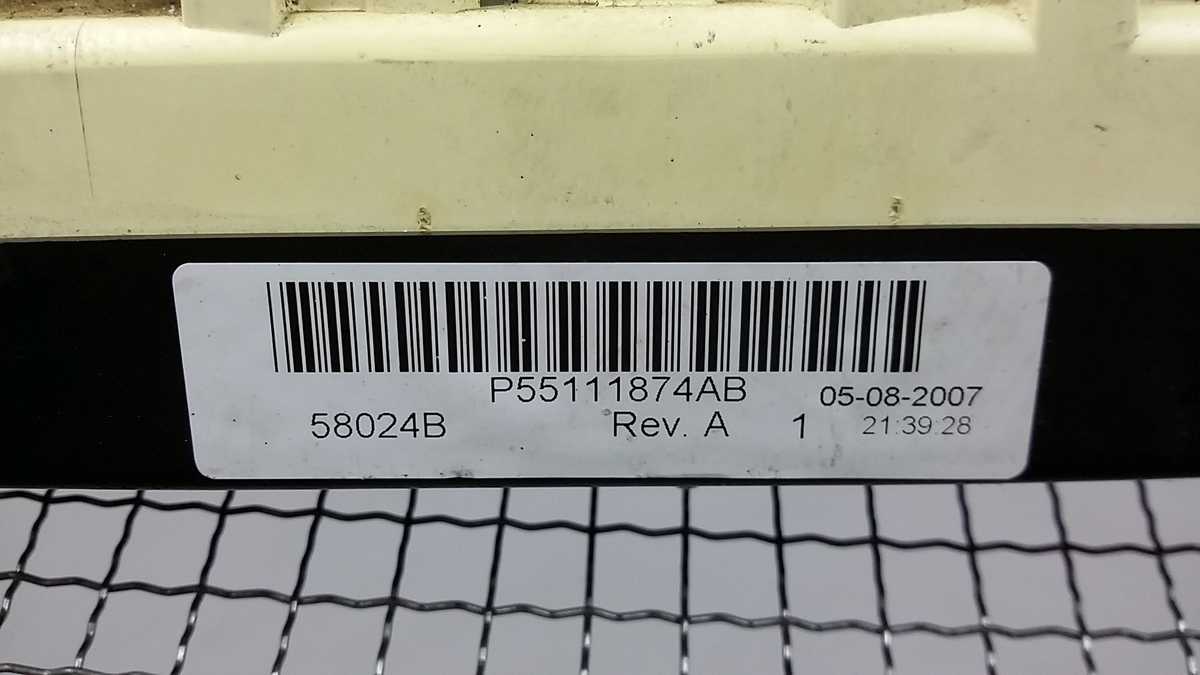 P55111874AB
05-08-2007
58024B
Rev. A
1
21:39:28